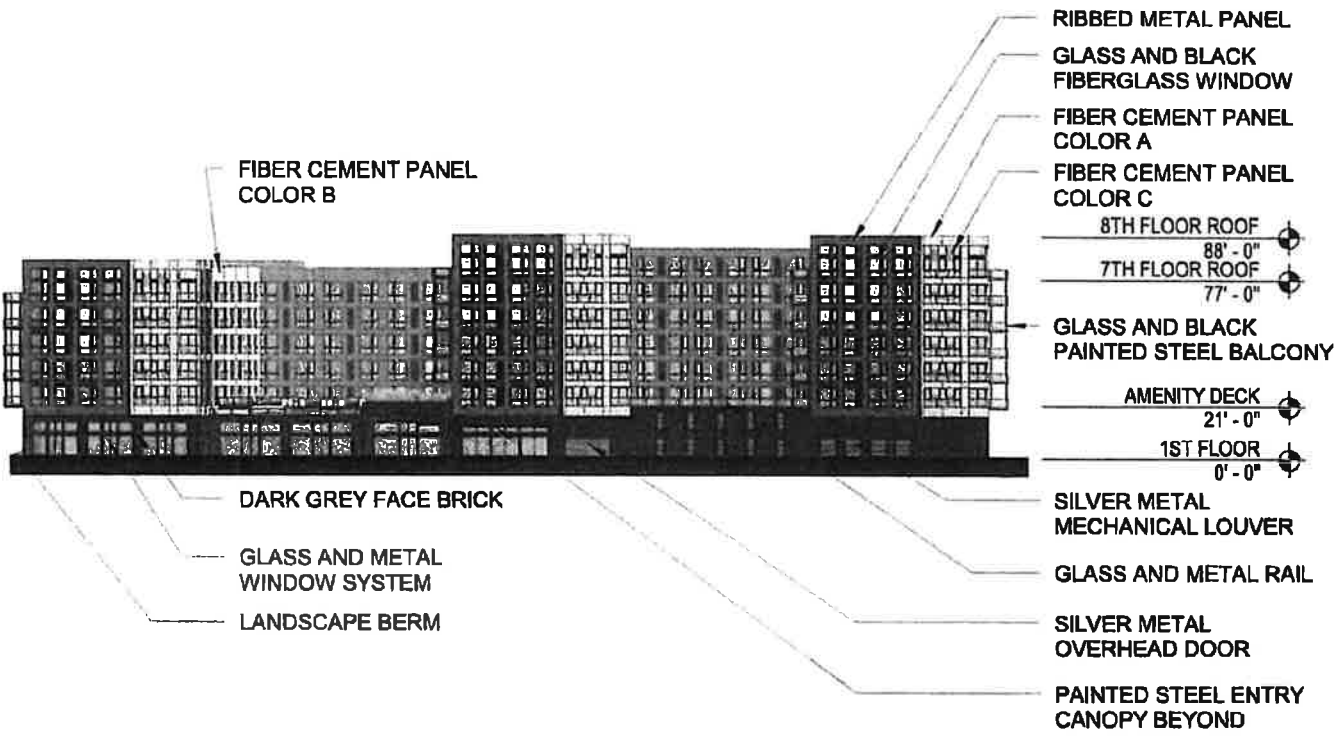 RIBBED METAL PANEL
GLASS AND BLACK
FIBERGLASS WINDOW
FIBER CEMENT PANEL
COLOR A
FIBER CEMENT PANEL
COLOR C
FIBER CEMENT PANEL
COLOR B
8TH FLOOR ROOF
88' - 0"
7TH FLOOR ROOF
77' - 0"
GLASS AND BLACK
PAINTED STEEL BALCONY
AMENITY DECK
21' - 0"
1ST FLOOR
0' - 0"
DARK GREY FACE BRICK
GLASS AND METAL
WINDOW SYSTEM
LANDSCAPE BERM
SILVER METAL
MECHANICAL LOUVER
GLASS AND METAL RAIL
SILVER METAL
OVERHEAD DOOR
PAINTED STEEL ENTRY
CANOPY BEYOND